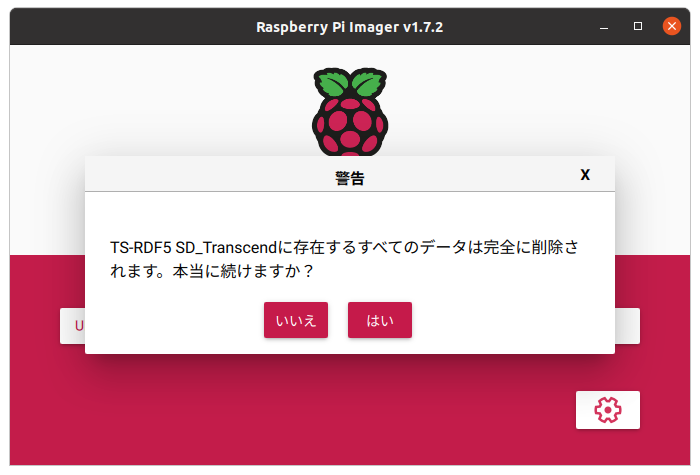 Raspberry Pi Imager v1.7.2
警告
X
TS-RDF5 SD_Transcendに存在するすべてのデータは完全に削除さ
れます。本当に続けますか？
U
いいえ
はい